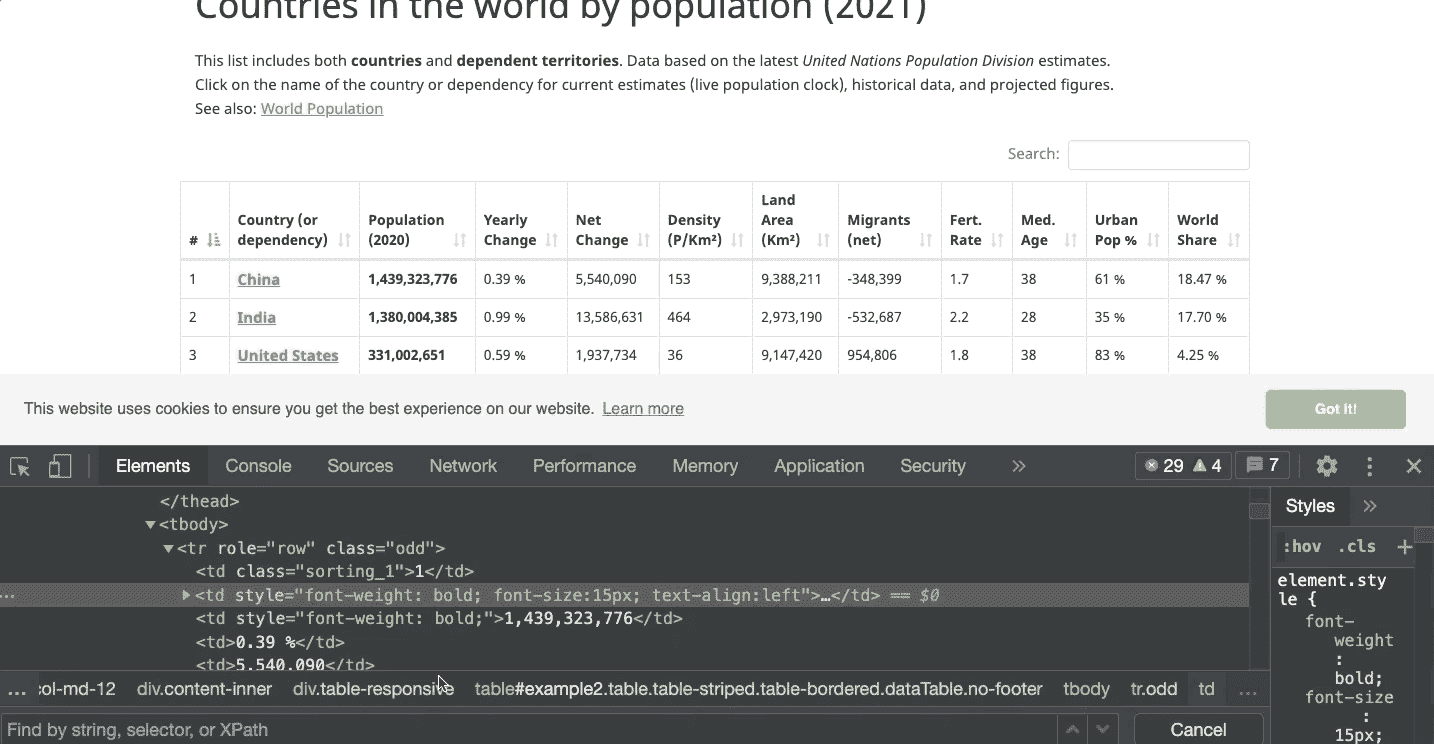 Countries in the world by population (2021)
This list includes both countries and dependent territories. Data based on the latest United Nations Population Division estimates.
Click on the name of the country or dependency for current estimates (live population clock), historical data, and projected figures.
See also: World Population
Search:
# Country (or dependency) Population (2020) Yearly Change Net Change Density (P/Km²) Land Area (Km²) Migrants (net) Fert. Rate Med. Age Urban Pop % World Share
1 China 1,439,323,776 0.39 % 5,540,090 153 9,388,211 -348,399 1.7 38 61 % 18.47 %
2 India 1,380,004,385 0.99 % 13,586,631 464 2,973,190 -532,687 2.2 28 35 % 17.70 %
3 United States 331,002,651 0.59 % 1,937,734 36 9,147,420 954,806 1.8 38 83 % 4.25 %
This website uses cookies to ensure you get the best experience on our website. Learn more Got it!
Elements Console Sources Network Performance Memory Application Security » 29 4 7
</thead>
<tbody>
<tr role="row" class="odd">
<td class="sorting_1">1</td>
<td style="font-weight: bold; font-size:15px; text-align:left">…</td> == $0
<td style="font-weight: bold;">1,439,323,776</td>
<td>0.39 %</td>
<td>5,540,090</td>
Styles »
:hov .cls +
element.sty
le {
font-
weight
:
bold;
font-size
:
15px;
... col-md-12 div.content-inner div.table-responsive table#example2.table.table-striped.table-bordered.dataTable.no-footer tbody tr.odd td ...
Find by string, selector, or XPath Cancel